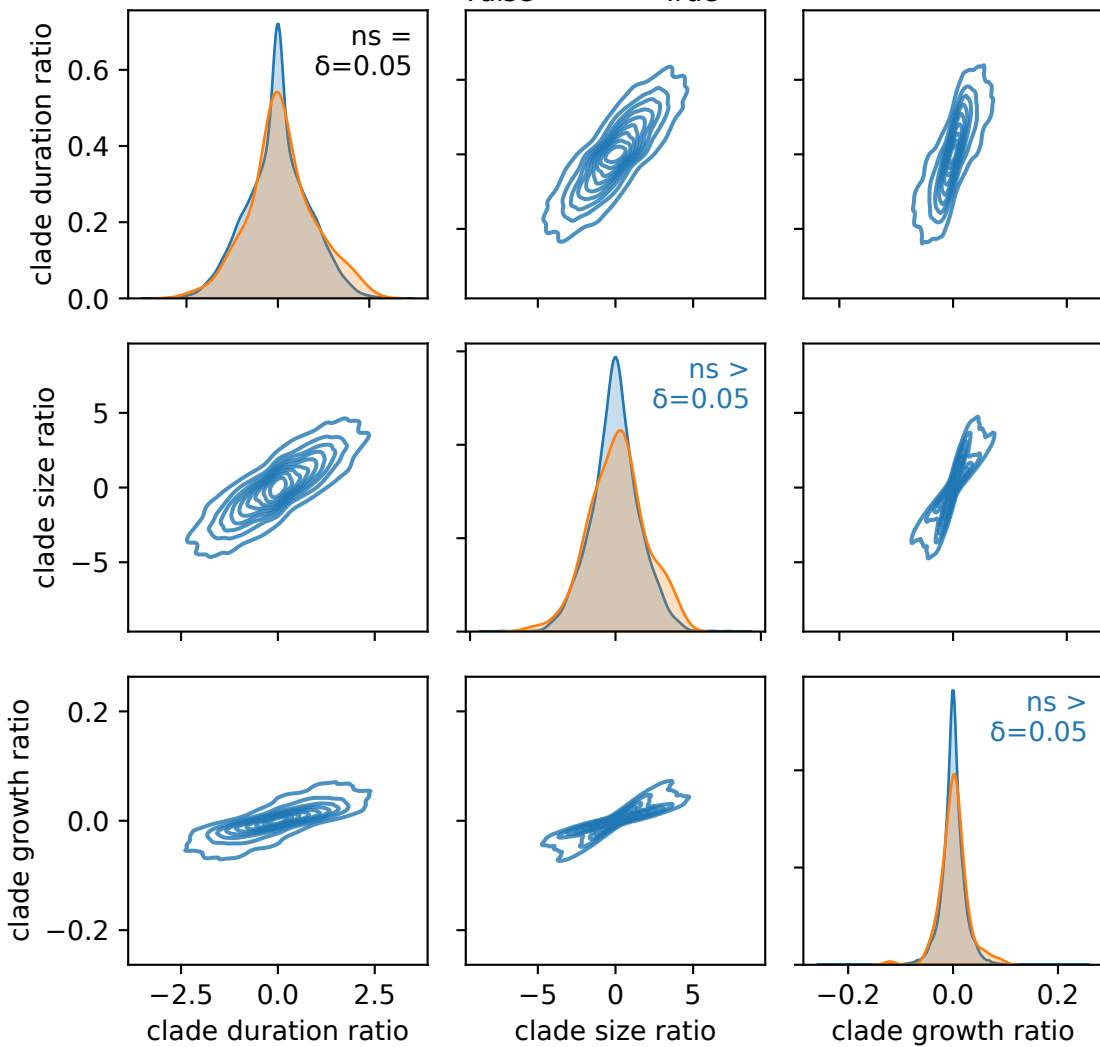 ns =
δ=0.05
clade duration ratio
0.6
0.4
0.2
0.0
ns >
δ=0.05
clade size ratio
5
0
−5
ns >
δ=0.05
clade growth ratio
0.2
0.0
−0.2
−2.5 0.0 2.5
−5 0 5
−0.2 0.0 0.2
clade duration ratio
clade size ratio
clade growth ratio